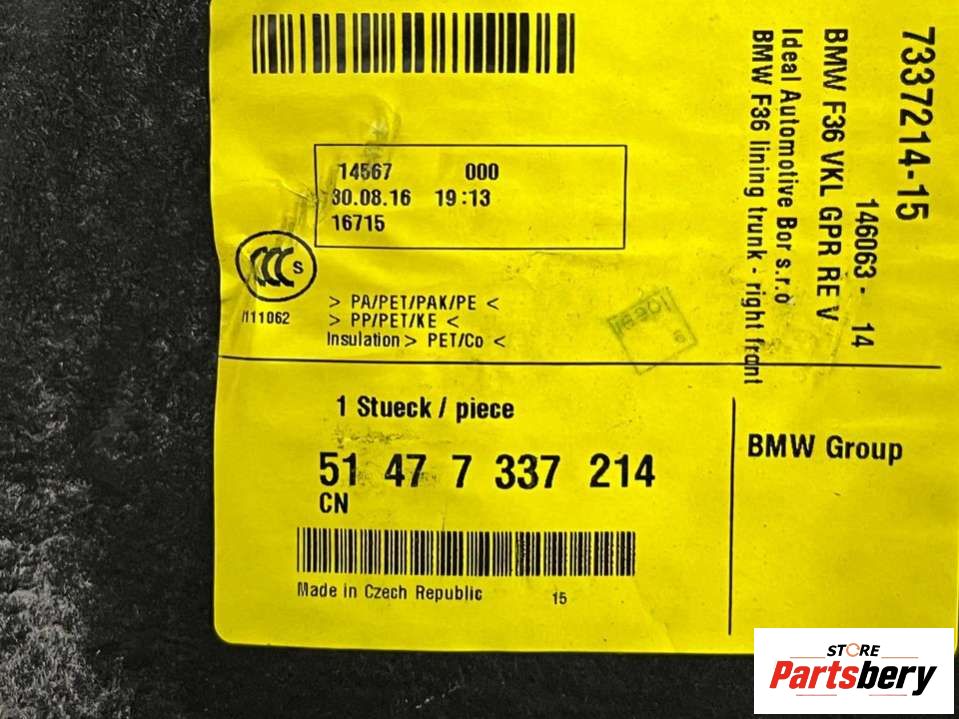 14567 000
30.08.16 19:13
16715
CCC S
> PA/PET/PAK/PE <
> PP/PET/KE <
Insulation > PET/Co <
1 Stueck / piece
51 47 7 337 214
CN
Made in Czech Republic 15
7337214-15
146063 - 14
BMW F36 VKL GPR RE V
Ideal Automotive Bor s.r.o
BMW F36 lining trunk - right front
BMW Group
STORE
Partsbery